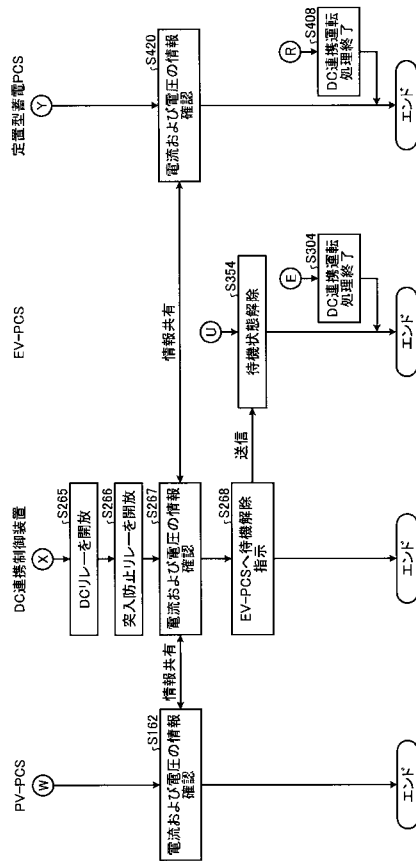 PV-PCS
W
S162
電流および電圧の情報
確認
エンド
情報共有
DC連携制御装置
X
S265
DCリレーを開放
S266
突入防止リレーを開放
S267
電流および電圧の情報
確認
S268
EV-PCSへ待機解除
指示
エンド
情報共有
送信
EV-PCS
U
S354
待機状態解除
E
S304
DC連携運転
処理終了
エンド
定置型蓄電PCS
Y
S420
電流および電圧の情報
確認
R
S408
DC連携運転
処理終了
エンド